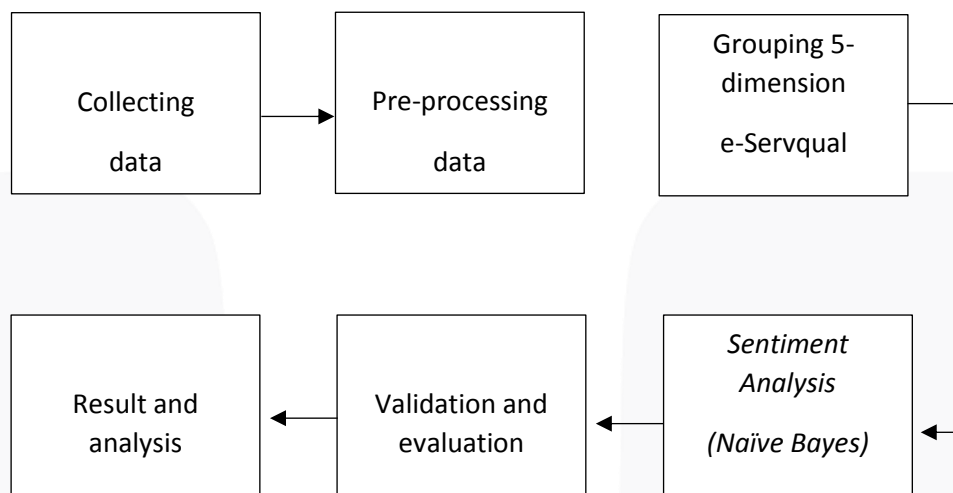 Collecting
data
Pre-processing
data
Grouping 5-
dimension
e-Servqual
Sentiment
Analysis
(Naïve Bayes)
Validation and
evaluation
Result and
analysis